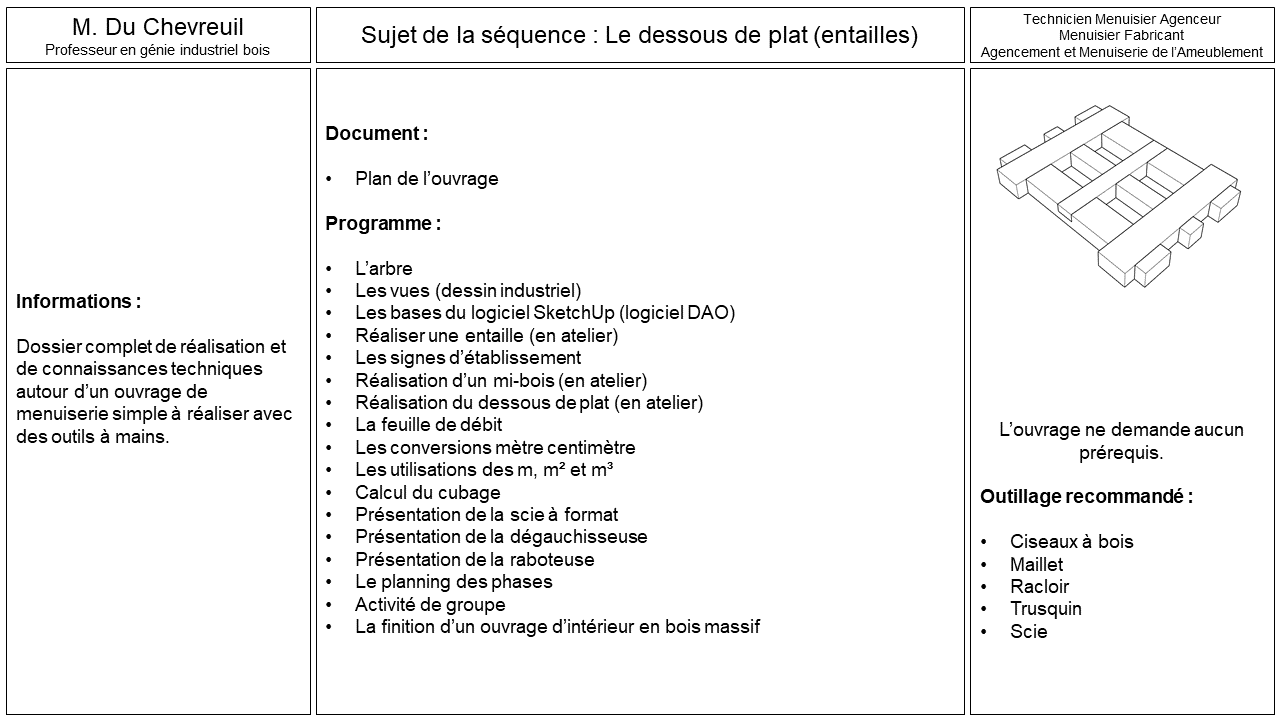 M. Du Chevreuil
Professeur en génie industriel bois
Sujet de la séquence : Le dessous de plat (entailles)
Technicien Menuisier Agenceur
Menuisier Fabricant
Agencement et Menuiserie de l’Ameublement
Informations :
Dossier complet de réalisation et
de connaissances techniques
autour d’un ouvrage de
menuiserie simple à réaliser avec
des outils à mains.
Document :
• Plan de l’ouvrage
Programme :
• L’arbre
• Les vues (dessin industriel)
• Les bases du logiciel SketchUp (logiciel DAO)
• Réaliser une entaille (en atelier)
• Les signes d’établissement
• Réalisation d’un mi-bois (en atelier)
• Réalisation du dessous de plat (en atelier)
• La feuille de débit
• Les conversions mètre centimètre
• Les utilisations des m, m² et m³
• Calcul du cubage
• Présentation de la scie à format
• Présentation de la dégauchisseuse
• Présentation de la raboteuse
• Le planning des phases
• Activité de groupe
• La finition d’un ouvrage d’intérieur en bois massif
L’ouvrage ne demande aucun
prérequis.
Outillage recommandé :
• Ciseaux à bois
• Maillet
• Racloir
• Trusquin
• Scie